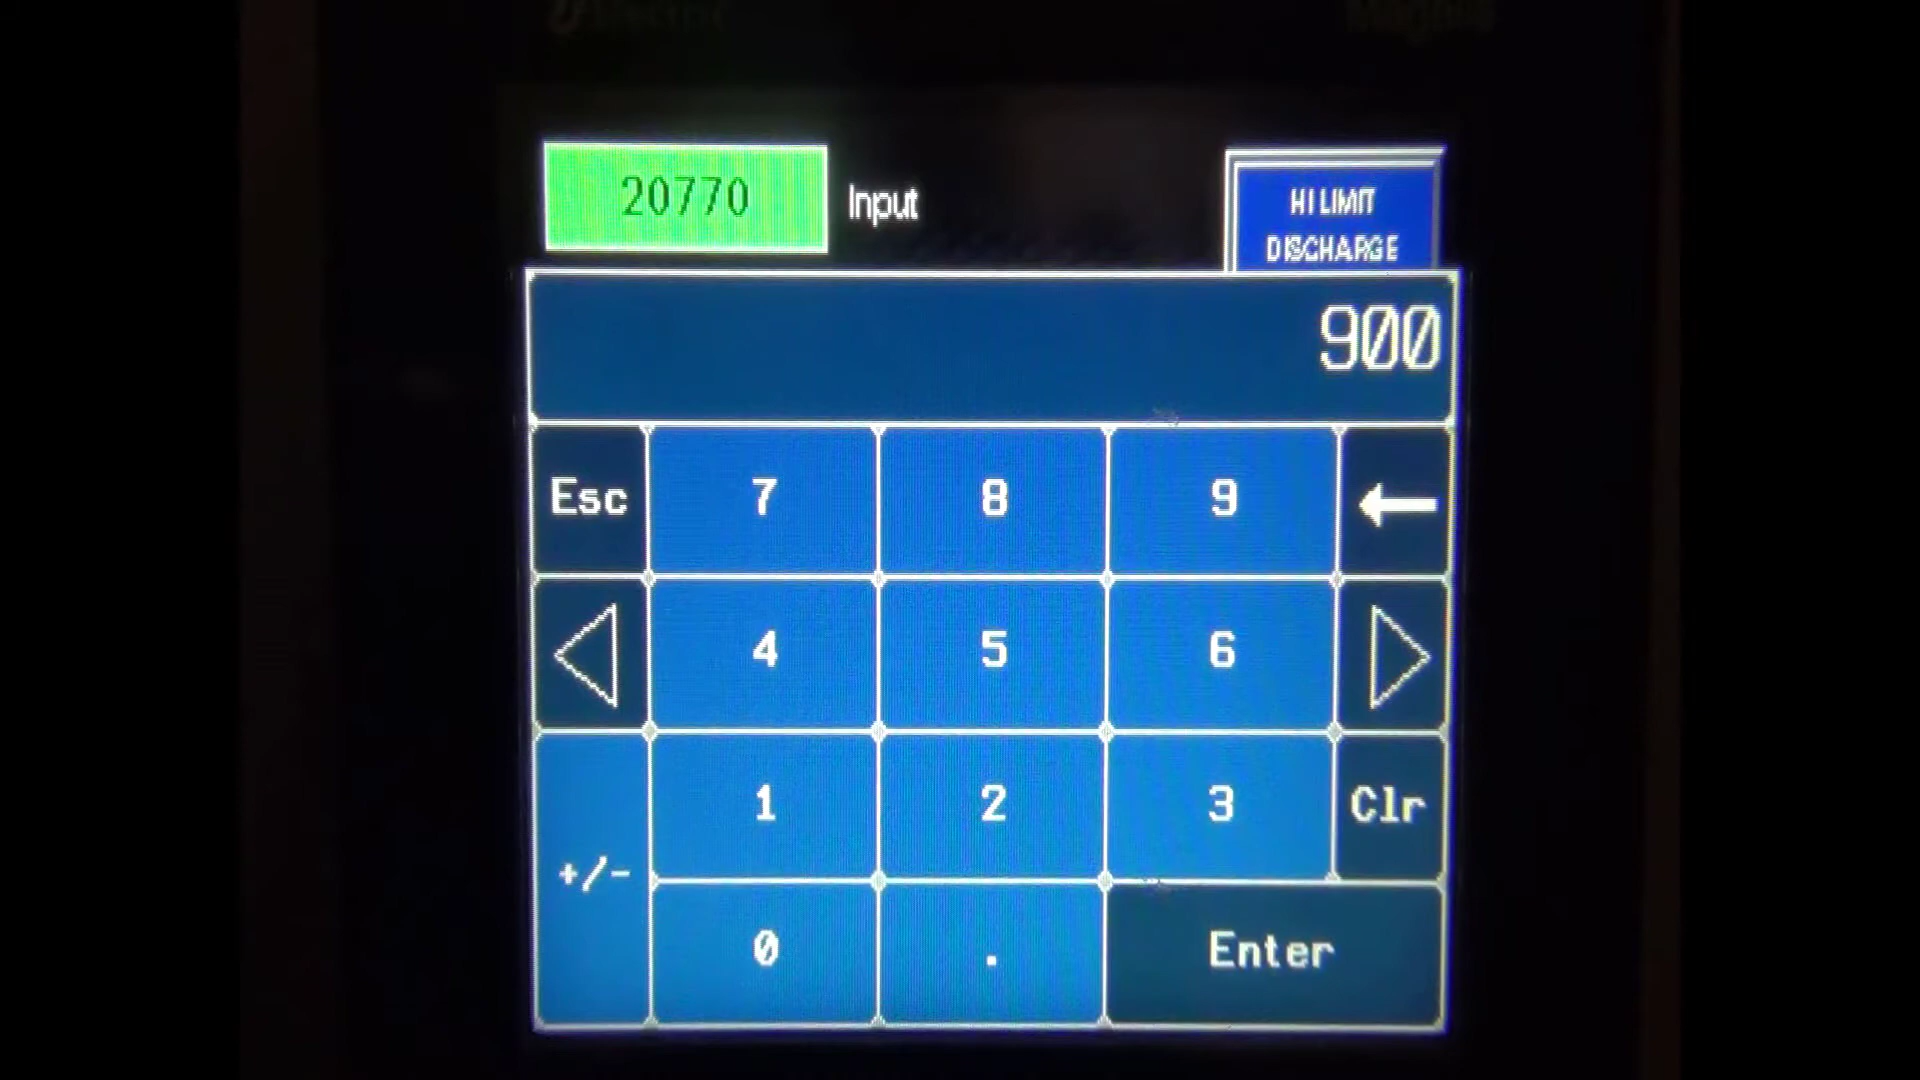 20770
Input
HI LIMIT
DISCHARGE
900
Esc
7
8
9
4
5
6
1
2
3
Clr
+/-
0
.
Enter